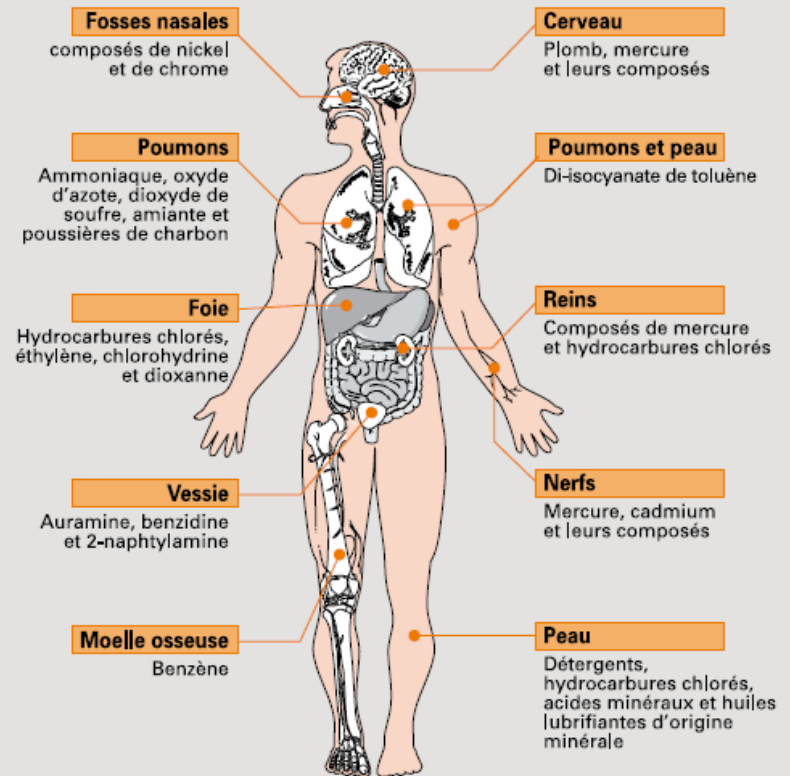 Fosses nasales
composés de nickel
et de chrome
Poumons
Ammoniaque, oxyde
d'azote, dioxyde de
soufre, amiante et
poussières de charbon
Foie
Hydrocarbures chlorés,
éthylène, chlorohydrine
et dioxanne
Vessie
Auramine, benzidine
et 2-naphtylamine
Moelle osseuse
Benzène
Cerveau
Plomb, mercure
et leurs composés
Poumons et peau
Di-isocyanate de toluène
Reins
Composés de mercure
et hydrocarbures chlorés
Nerfs
Mercure, cadmium
et leurs composés
Peau
Détergents,
hydrocarbures chlorés,
acides minéraux et huiles
lubrifiantes d'origine
minérale